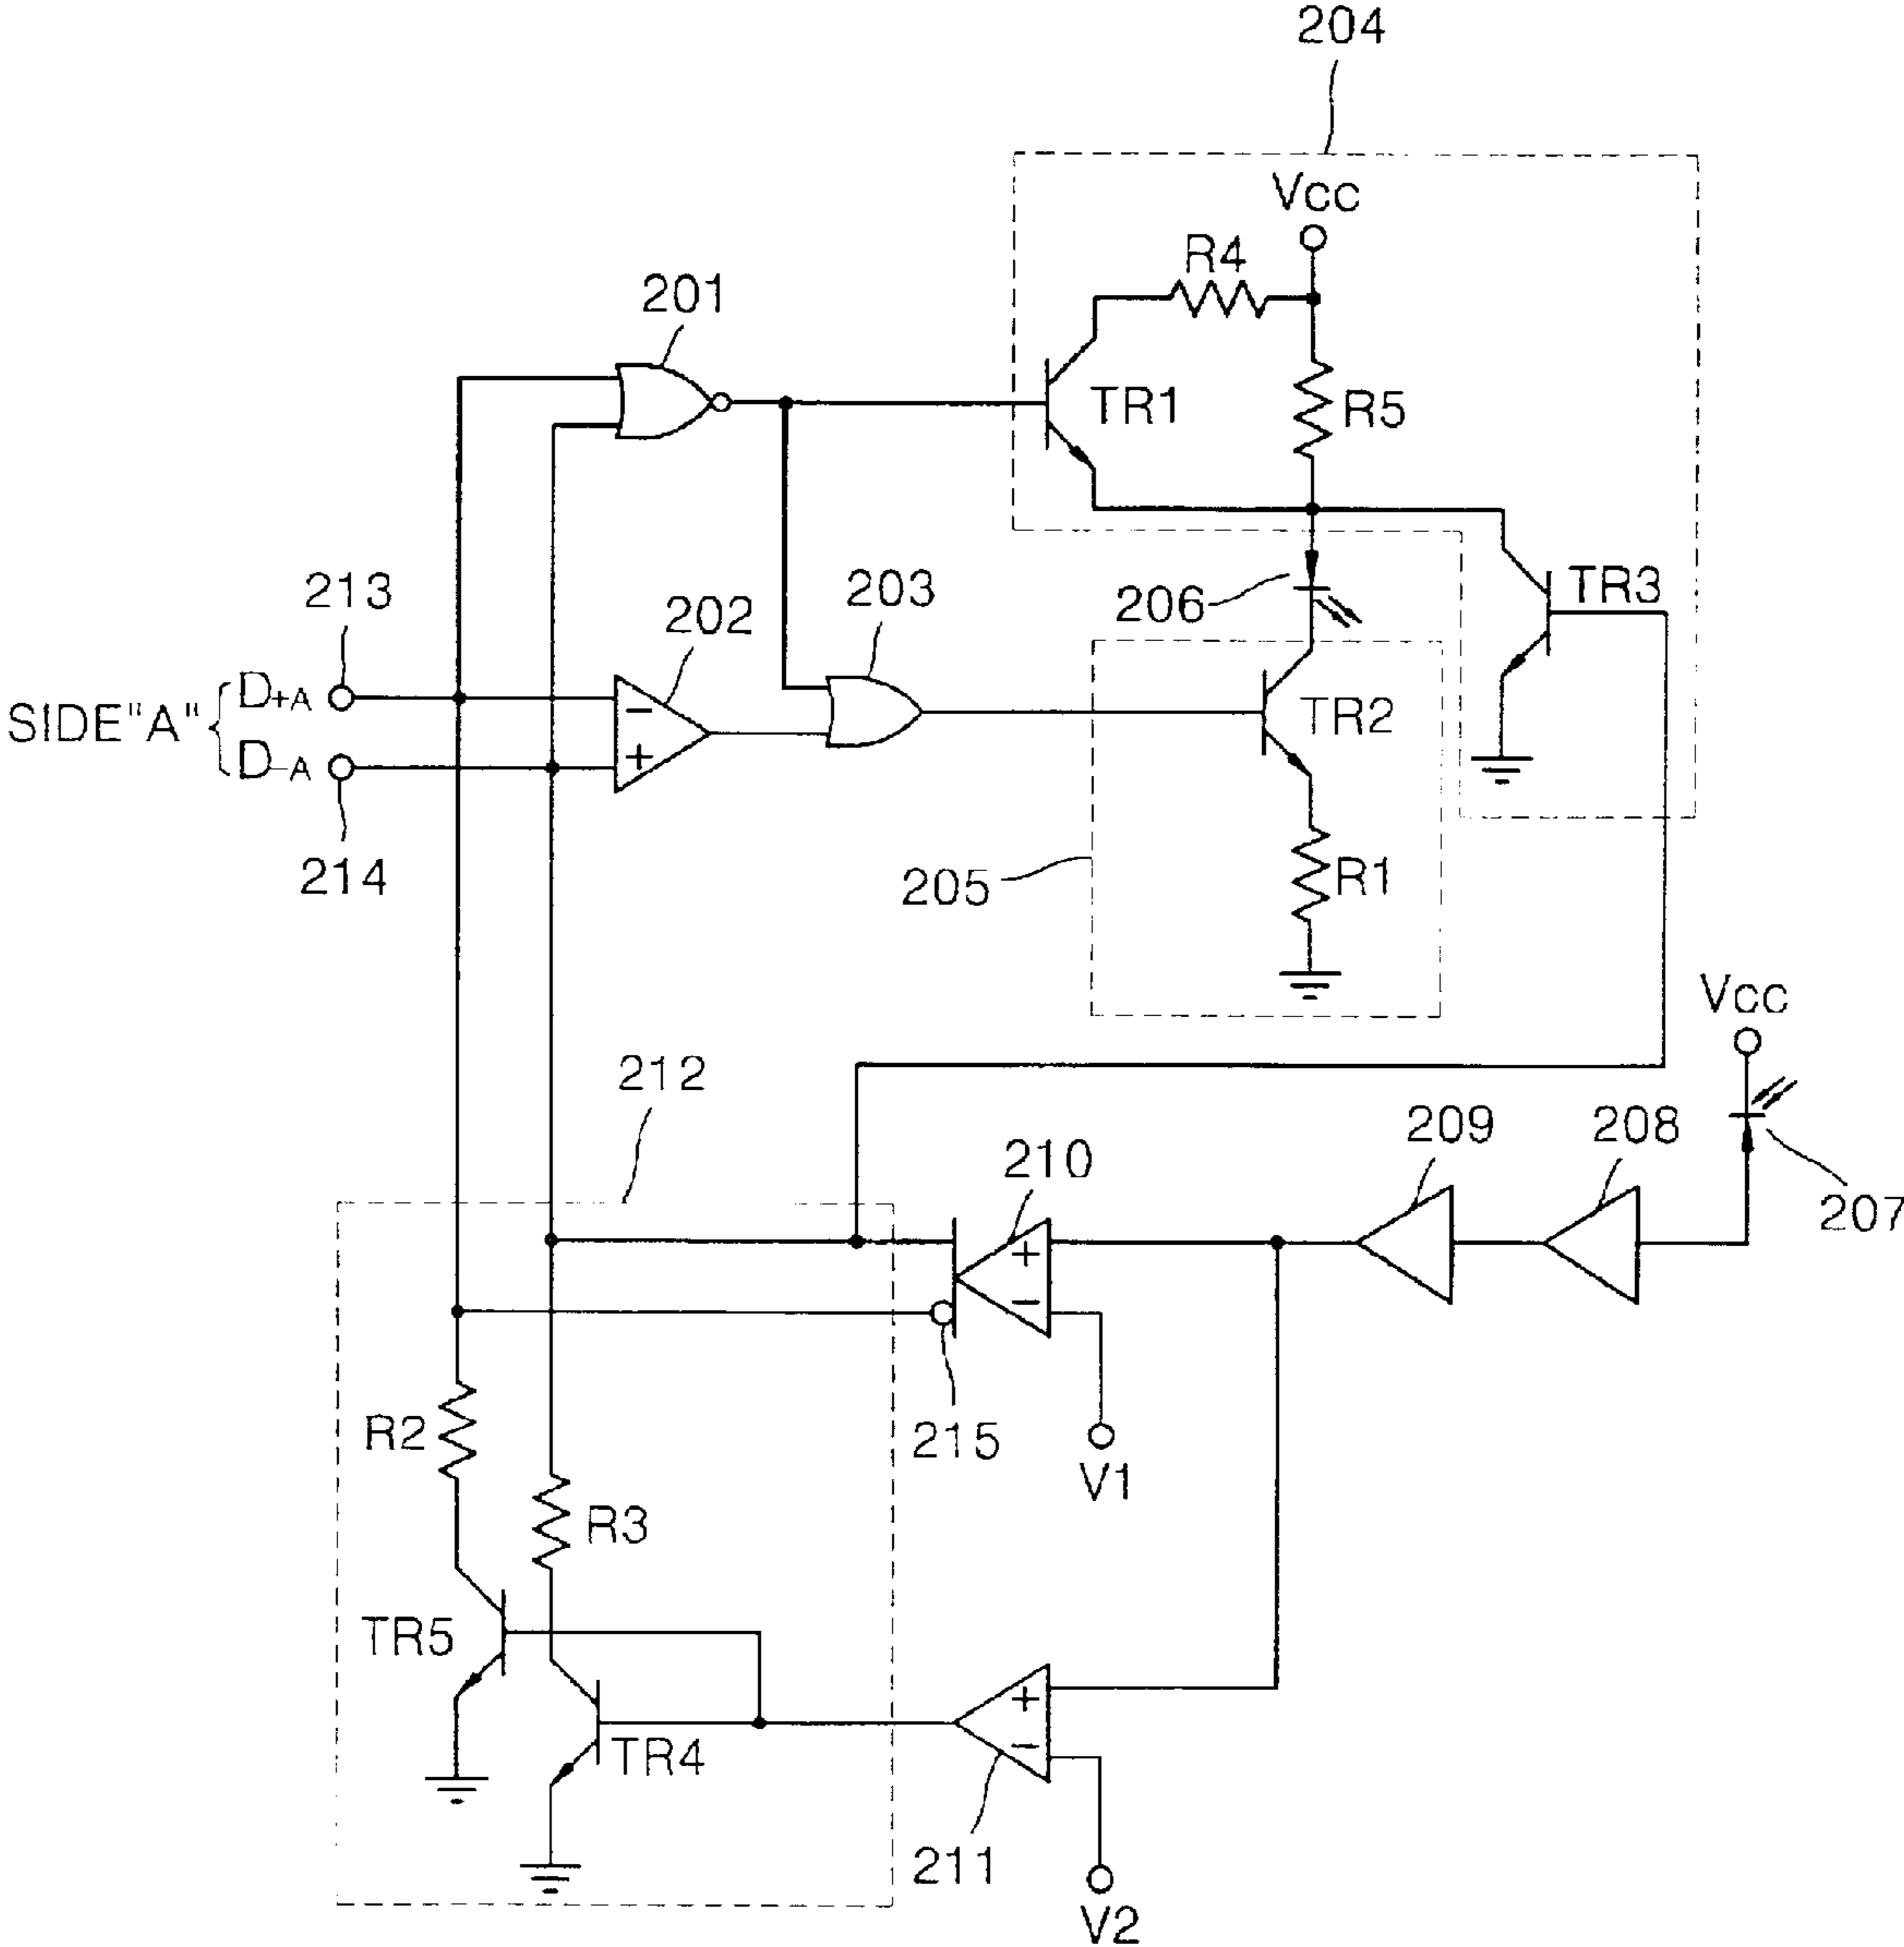 204
Vcc
R4
201
TR1
R5
213
202
203
206
TR3
SIDE"A"
D+A
TR2
D-A
214
205
R1
Vcc
212
210
209
208
207
+
−
R2
215
V1
R3
TR5
TR4
+
−
211
V2
−
+